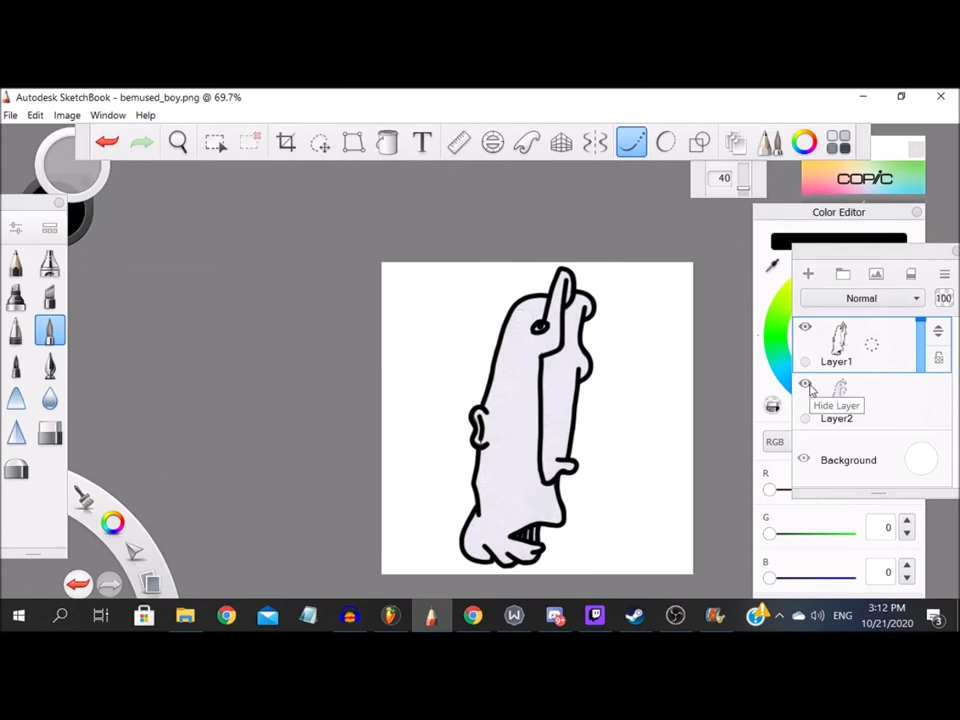 Autodesk SketchBook - bemused_boy.png @ 69.7%
File Edit Image Window Help
T
40
COPIC
Color Editor
Normal
100
Layer1
Hide Layer
Layer2
Background
RGB
R
G
0
B
0
ENG
3:12 PM
10/21/2020
3